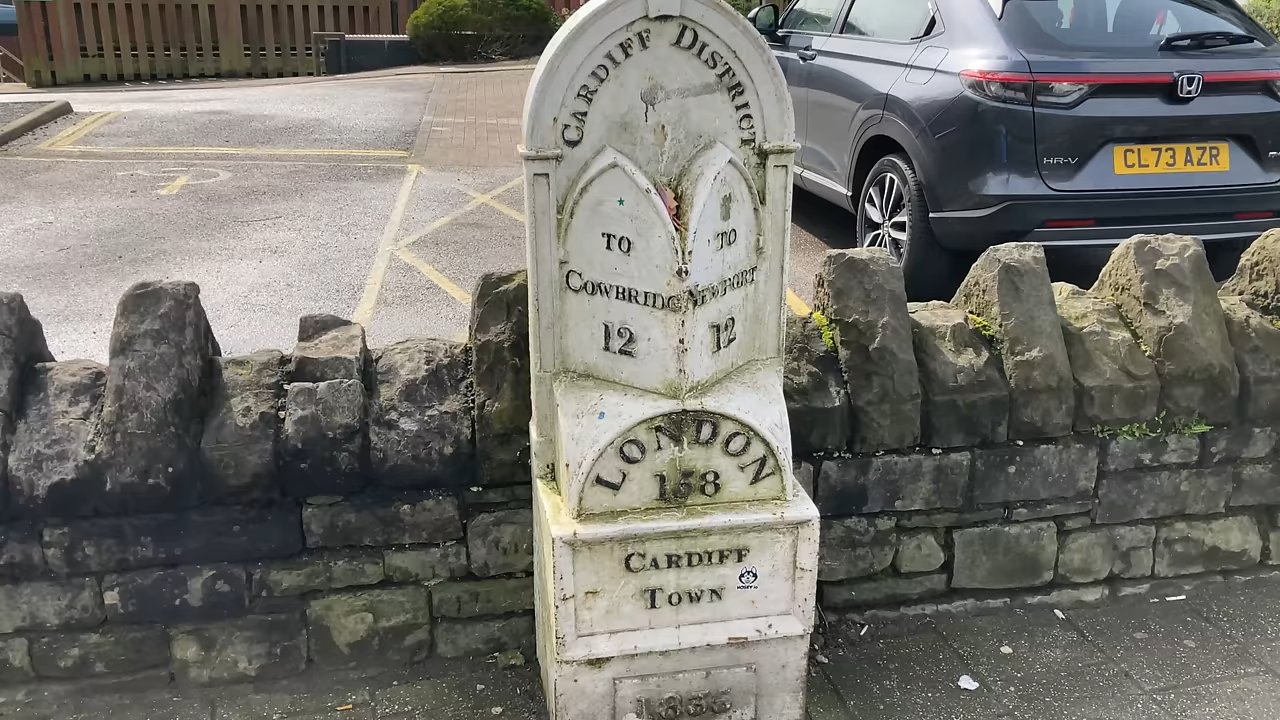 CARDIFF DISTRICT
TO
COWBRIDGE
12
TO
NEWPORT
12
LONDON
158
CARDIFF
TOWN
HR-V
CL73 AZR